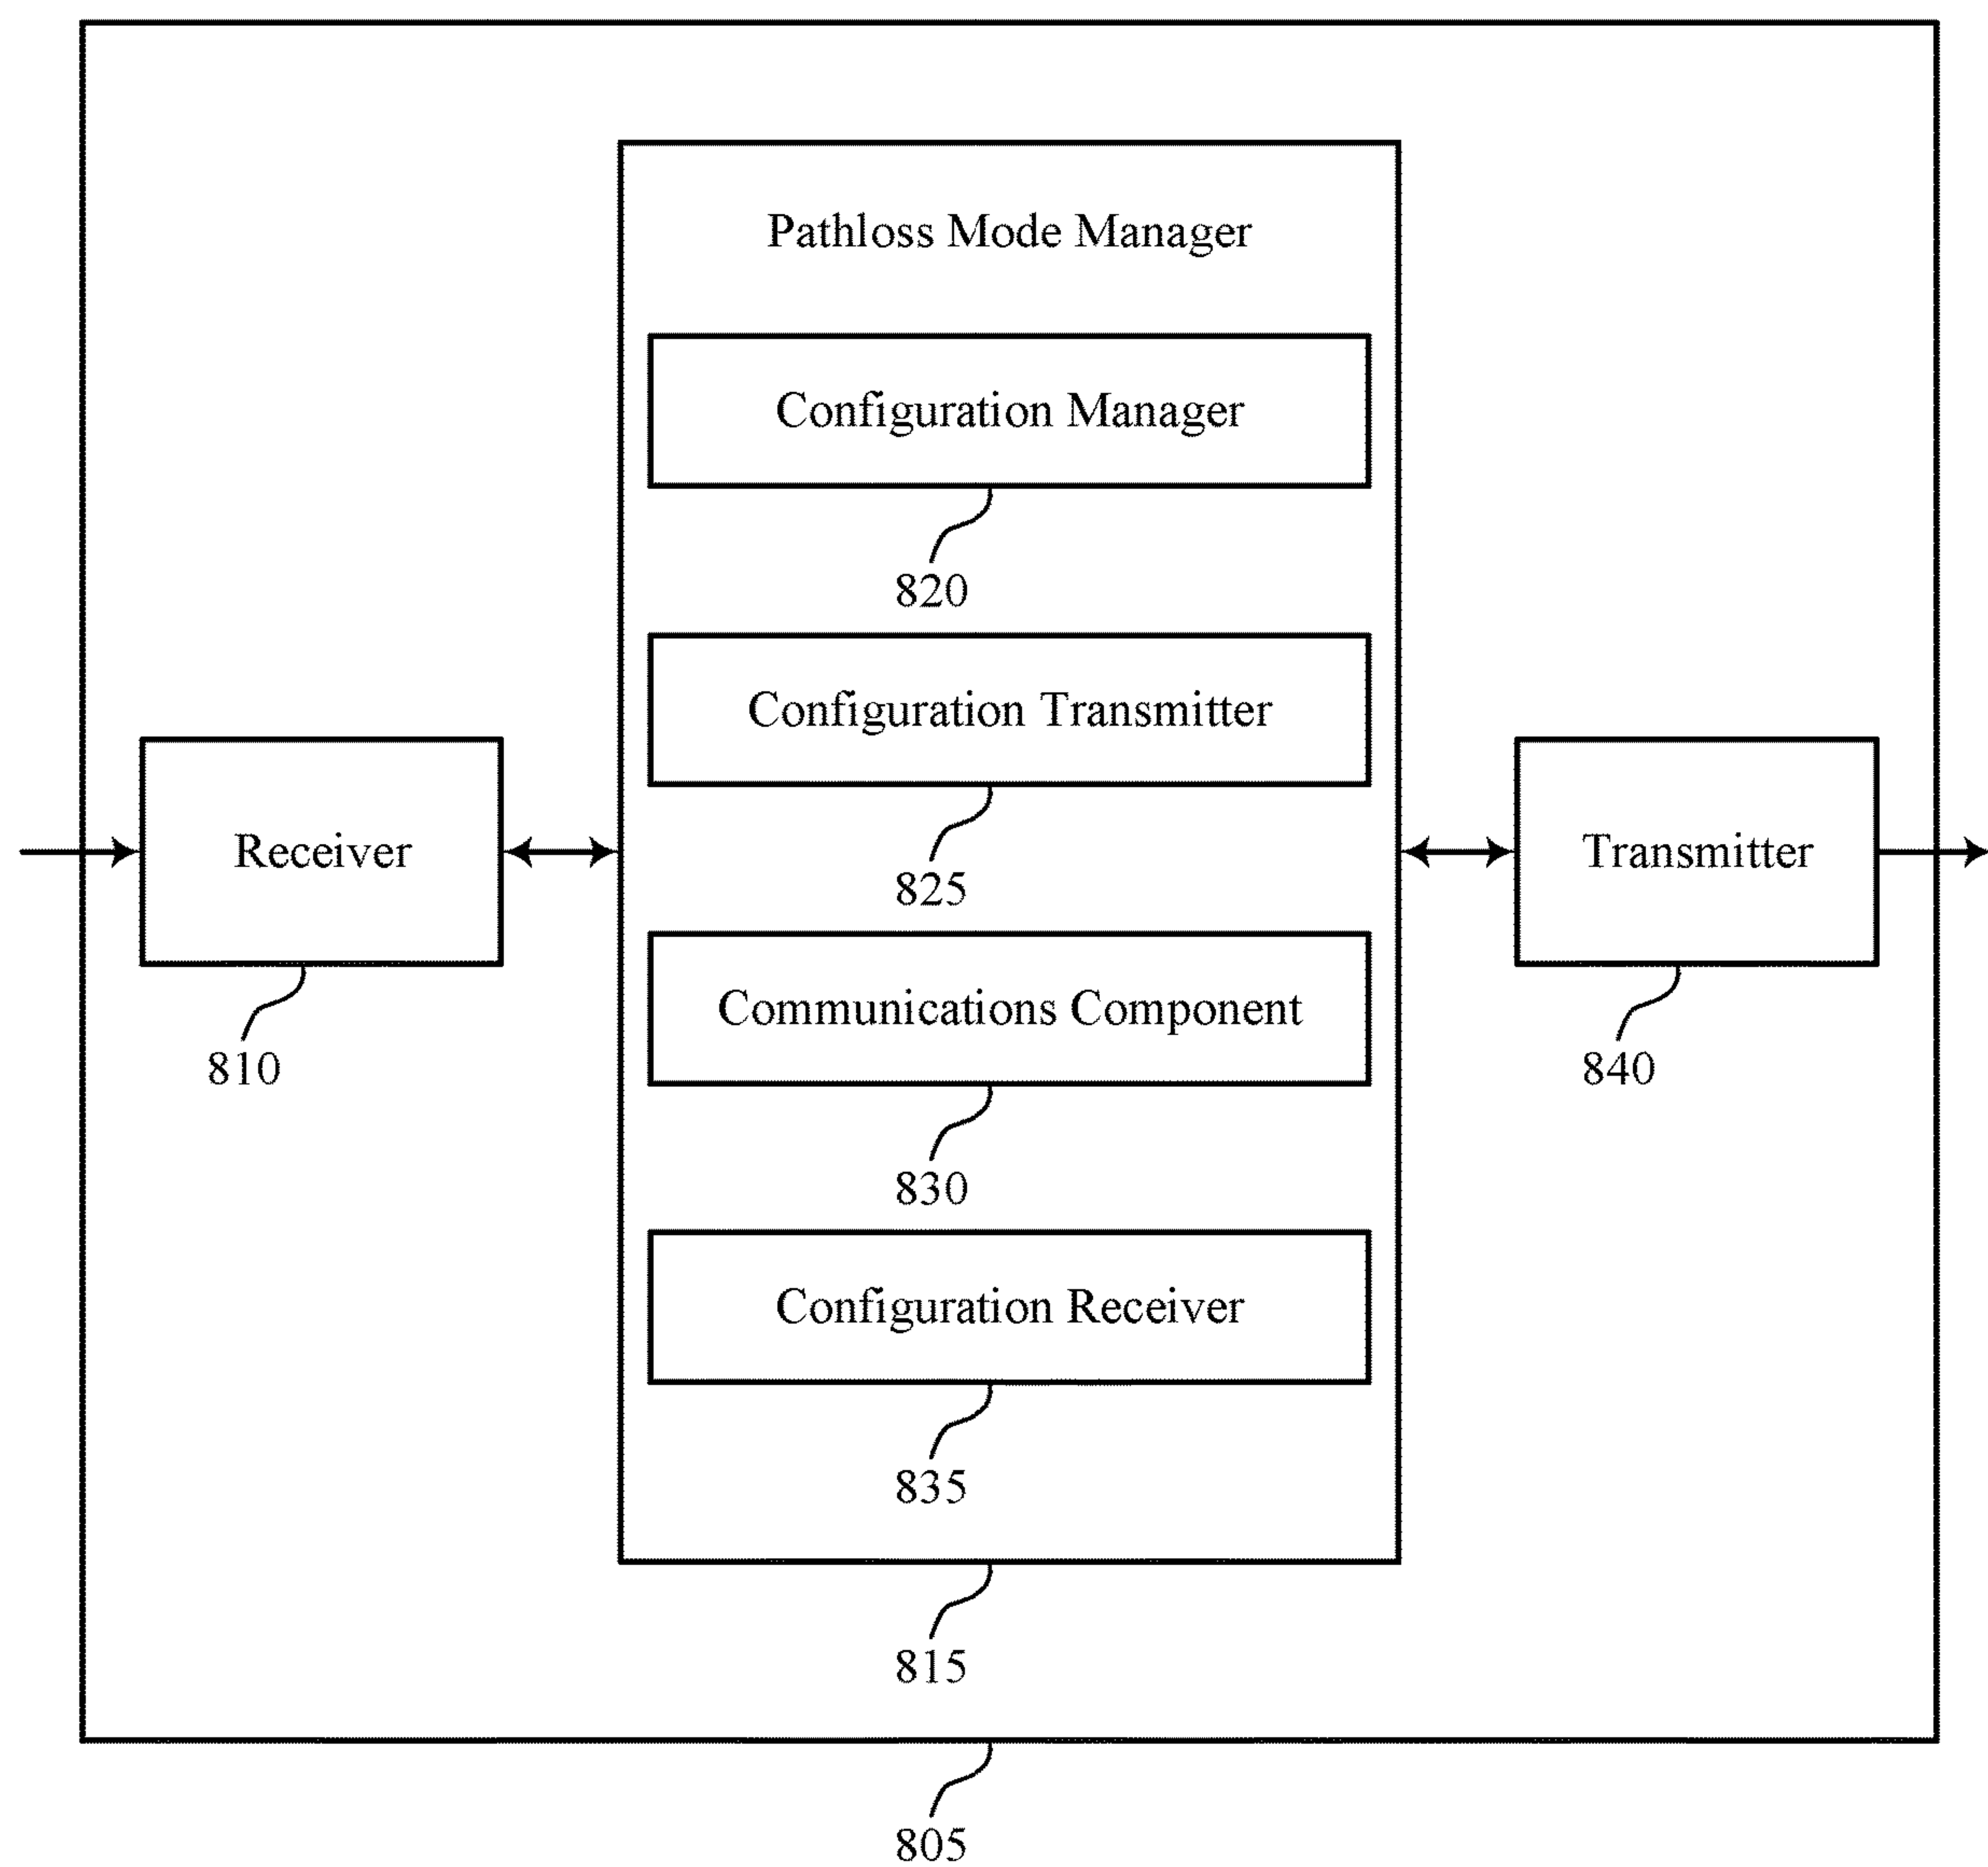 Pathloss Mode Manager
Configuration Manager
820
Configuration Transmitter
825
Receiver
810
Communications Component
830
Transmitter
840
Configuration Receiver
835
815
805